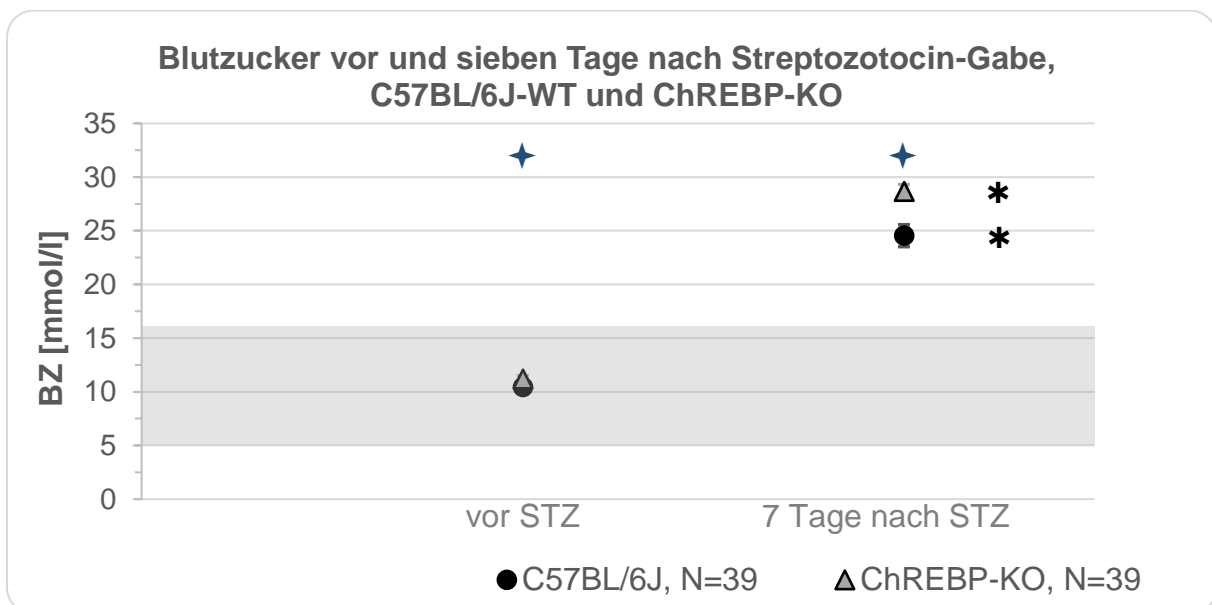 Blutzucker vor und sieben Tage nach Streptozotocin-Gabe,
C57BL/6J-WT und ChREBP-KO
BZ [mmol/l]
35
30
25
20
15
10
5
0
vor STZ
7 Tage nach STZ
C57BL/6J, N=39
ChREBP-KO, N=39